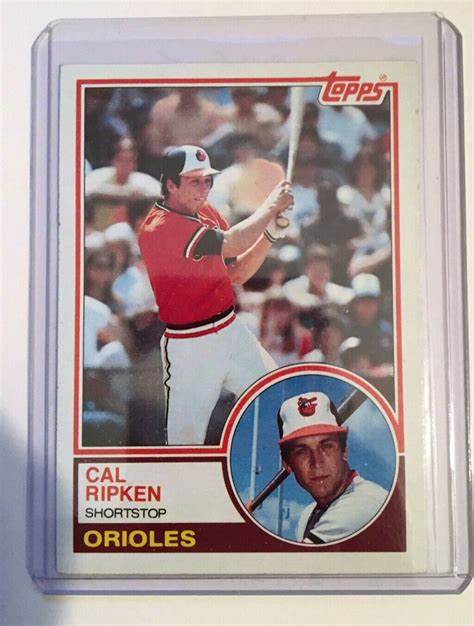 Topps®
CAL
RIPKEN
SHORTSTOP
ORIOLES